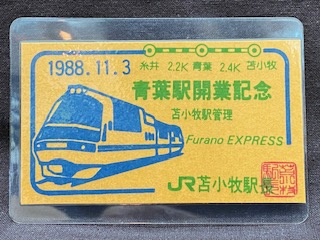 糸井 2.2K 青葉 2.4K 苫小牧
1988.11.3
青葉駅開業記念
苫小牧駅管理
Furano EXPRESS
JR苫小牧駅長